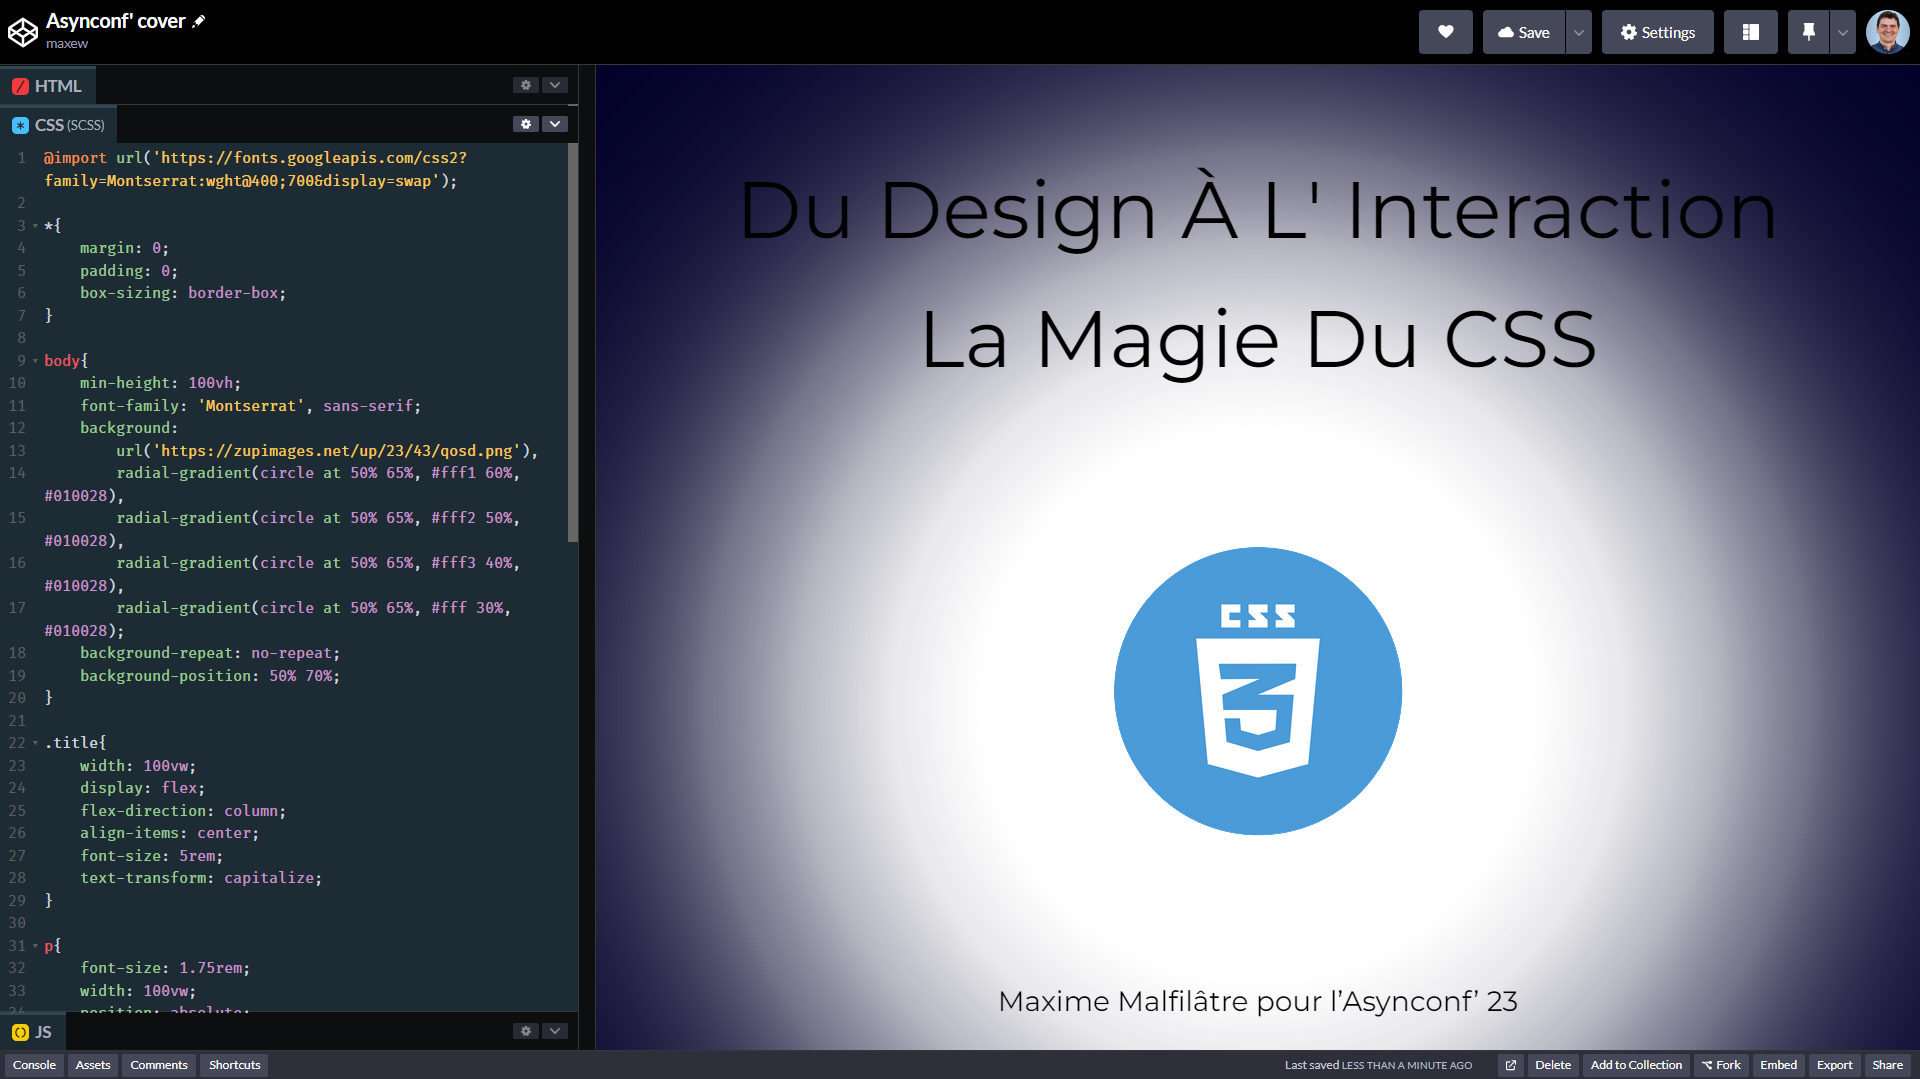 Asynconf' cover
maxew
Save
Settings
HTML
CSS (SCSS)
1 @import url('https://fonts.googleapis.com/css2?
family=Montserrat:wght@400;700&display=swap');
2
3 *{
4 margin: 0;
5 padding: 0;
6 box-sizing: border-box;
7 }
8
9 body{
10 min-height: 100vh;
11 font-family: 'Montserrat', sans-serif;
12 background:
13 url('https://zupimages.net/up/23/43/qosd.png'),
14 radial-gradient(circle at 50% 65%, #fff1 60%,
#010028),
15 radial-gradient(circle at 50% 65%, #fff2 50%,
#010028),
16 radial-gradient(circle at 50% 65%, #fff3 40%,
#010028),
17 radial-gradient(circle at 50% 65%, #fff 30%,
#010028);
18 background-repeat: no-repeat;
19 background-position: 50% 70%;
20 }
21
22 .title{
23 width: 100vw;
24 display: flex;
25 flex-direction: column;
26 align-items: center;
27 font-size: 5rem;
28 text-transform: capitalize;
29 }
30
31 p{
32 font-size: 1.75rem;
33 width: 100vw;
34 position: absolute;
JS
Du Design À L' Interaction
La Magie Du CSS
CSS
3
Maxime Malfilâtre pour l’Asynconf’ 23
Console Assets Comments Shortcuts
Last saved LESS THAN A MINUTE AGO Delete Add to Collection Fork Embed Export Share